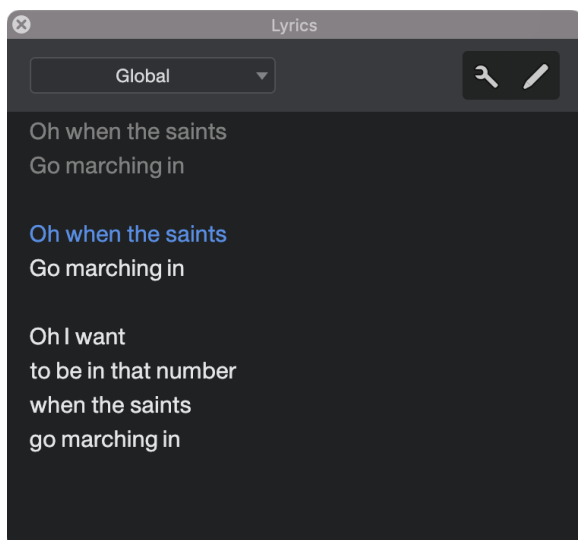 Lyrics
Global
Oh when the saints
Go marching in
Oh when the saints
Go marching in
Oh I want
to be in that number
when the saints
go marching in